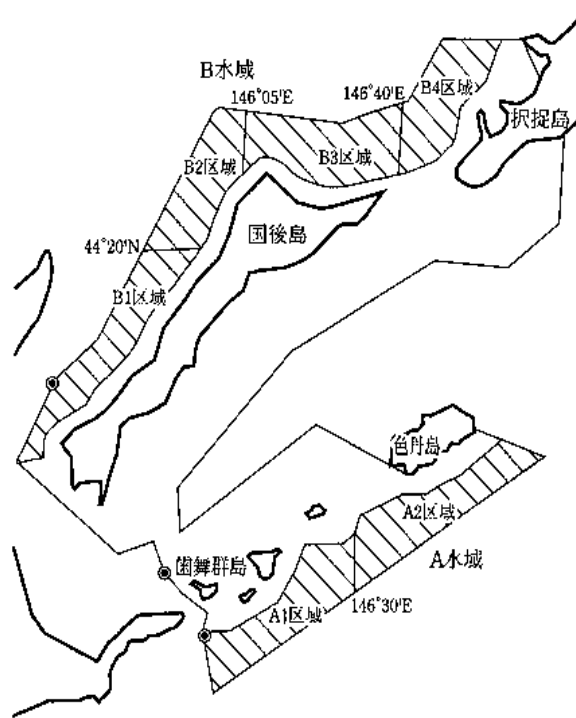 B水域
146°05'E
146°40'E
B4区域
択捉島
B3区域
B2区域
国後島
44°20'N
B1区域
色丹島
A2区域
A水域
歯舞群島
146°30'E
A1区域